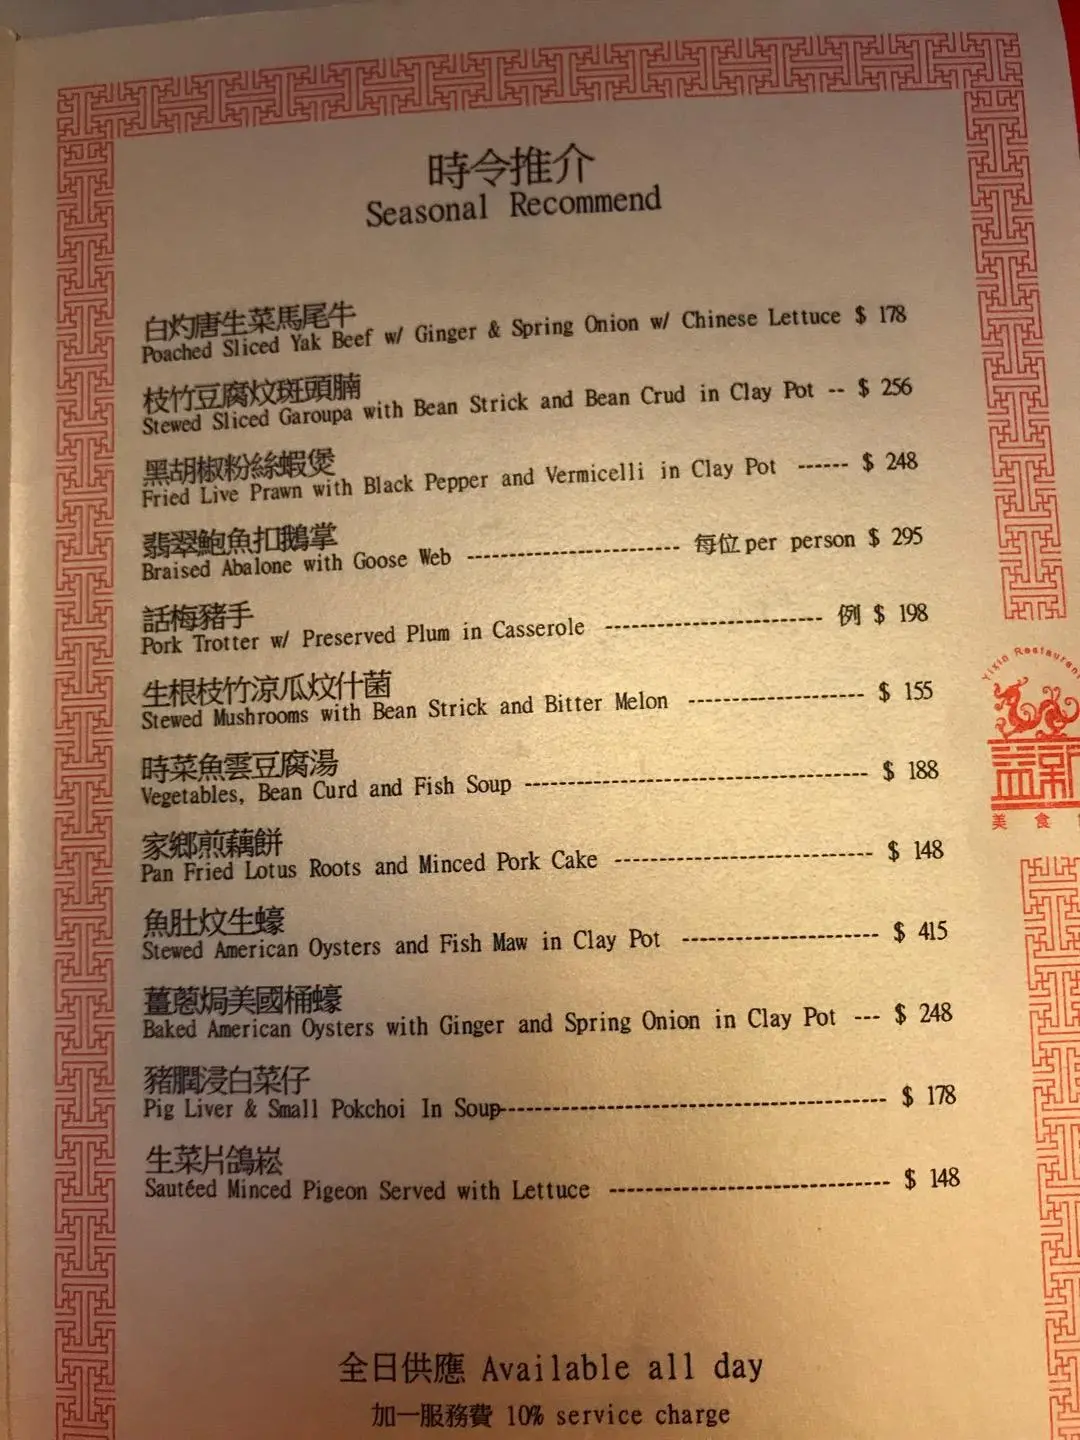 時令推介
Seasonal Recommend
白灼唐生菜馬尾牛
Poached Sliced Yak Beef w/ Ginger & Spring Onion w/ Chinese Lettuce $ 178
枝竹豆腐炆斑頭腩
Stewed Sliced Garoupa with Bean Strick and Bean Crud in Clay Pot -- $ 256
黑胡椒粉絲蝦煲
Fried Live Prawn with Black Pepper and Vermicelli in Clay Pot ------ $ 248
翡翠鮑魚扣鵝掌
Braised Abalone with Goose Web ------------------------- 每位 per person $ 295
話梅豬手
Pork Trotter w/ Preserved Plum in Casserole ------------------------- 例 $ 198
生根枝竹涼瓜炆什菌
Stewed Mushrooms with Bean Strick and Bitter Melon -------------------- $ 155
時菜魚雲豆腐湯
Vegetables, Bean Curd and Fish Soup --------------------------------------- $ 188
家鄉煎藕餅
Pan Fried Lotus Roots and Minced Pork Cake ------------------------------ $ 148
魚肚炆生蠔
Stewed American Oysters and Fish Maw in Clay Pot ----------------------- $ 415
薑蔥焗美國桶蠔
Baked American Oysters with Ginger and Spring Onion in Clay Pot --- $ 248
豬膶浸白菜仔
Pig Liver & Small Pokchoi In Soup-------------------------------------------- $ 178
生菜片鴿崧
Sautéed Minced Pigeon Served with Lettuce -------------------------------- $ 148
全日供應 Available all day
加一服務費 10% service charge
Yixin Restaurant
益新
美食